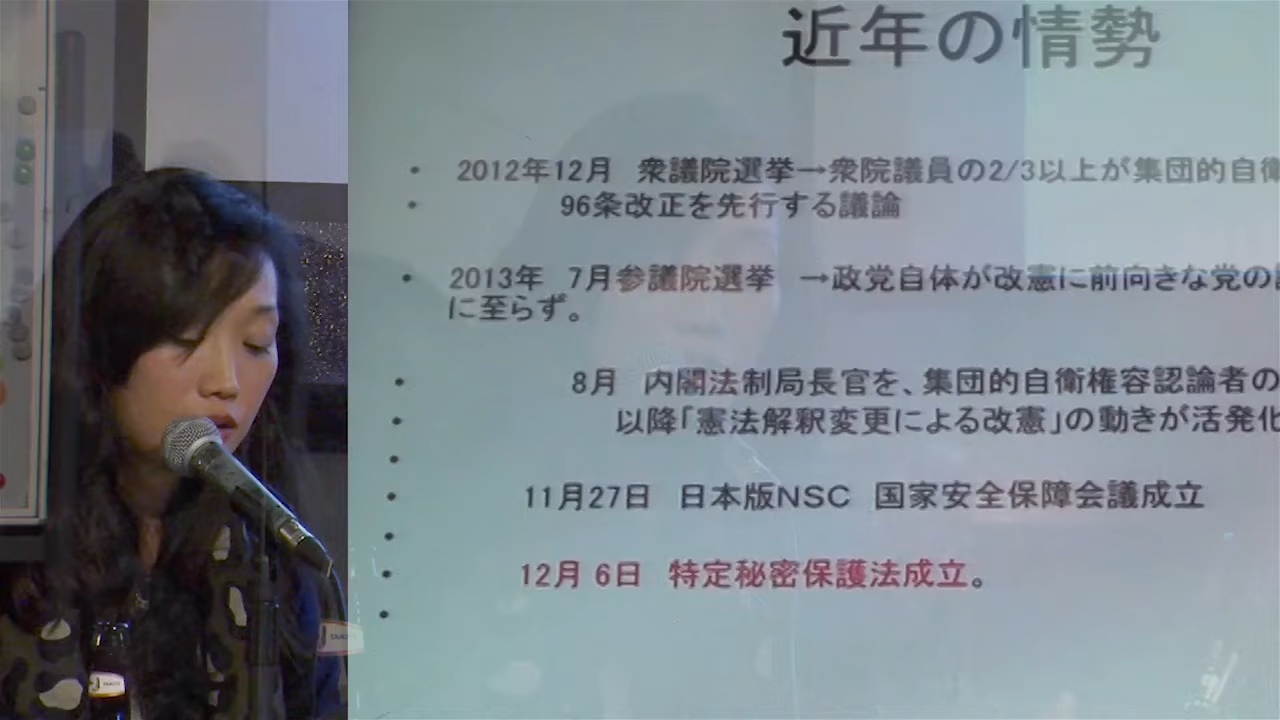 近年の情勢
• 2012年12月 衆議院選挙→衆院議員の2/3以上が集団的自衛
• 96条改正を先行する議論
• 2013年 7月参議院選挙 →政党自体が改憲に前向きな党の
に至らず。
• 8月 内閣法制局長官を、集団的自衛権容認論者の
• 以降「憲法解釈変更による改憲」の動きが活発化
•
• 11月27日 日本版NSC 国家安全保障会議成立
•
• 12月 6日 特定秘密保護法成立。
•